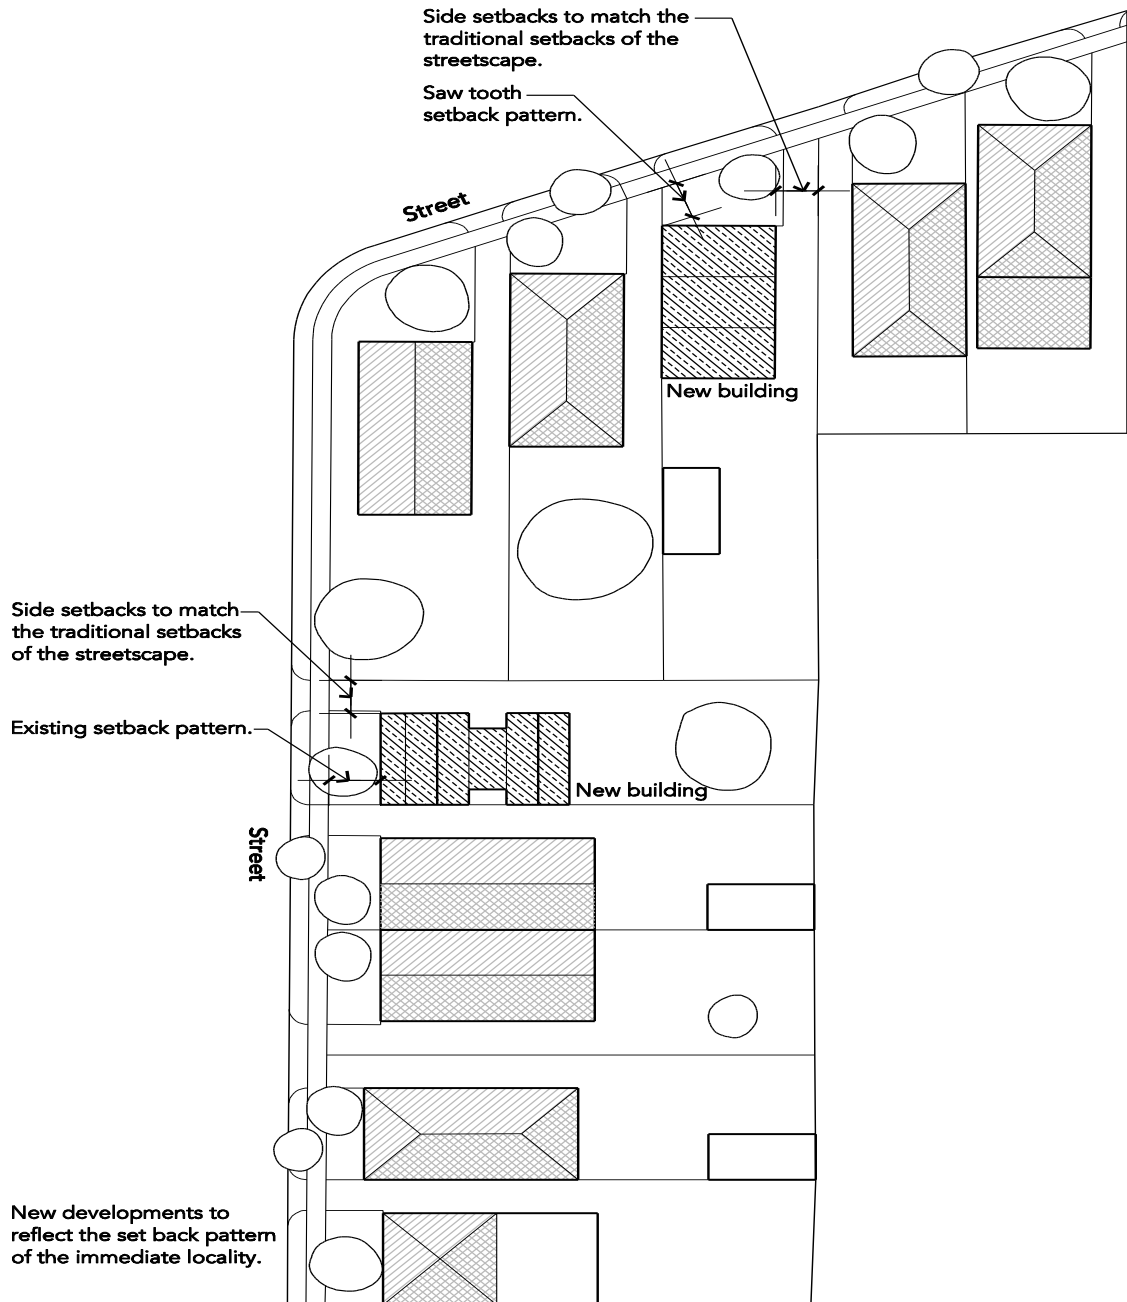 Side setbacks to match the
traditional setbacks of the
streetscape.
Saw tooth
setback pattern.
Street
New building
Side setbacks to match
the traditional setbacks
of the streetscape.
Existing setback pattern.
New building
Street
New developments to
reflect the set back pattern
of the immediate locality.